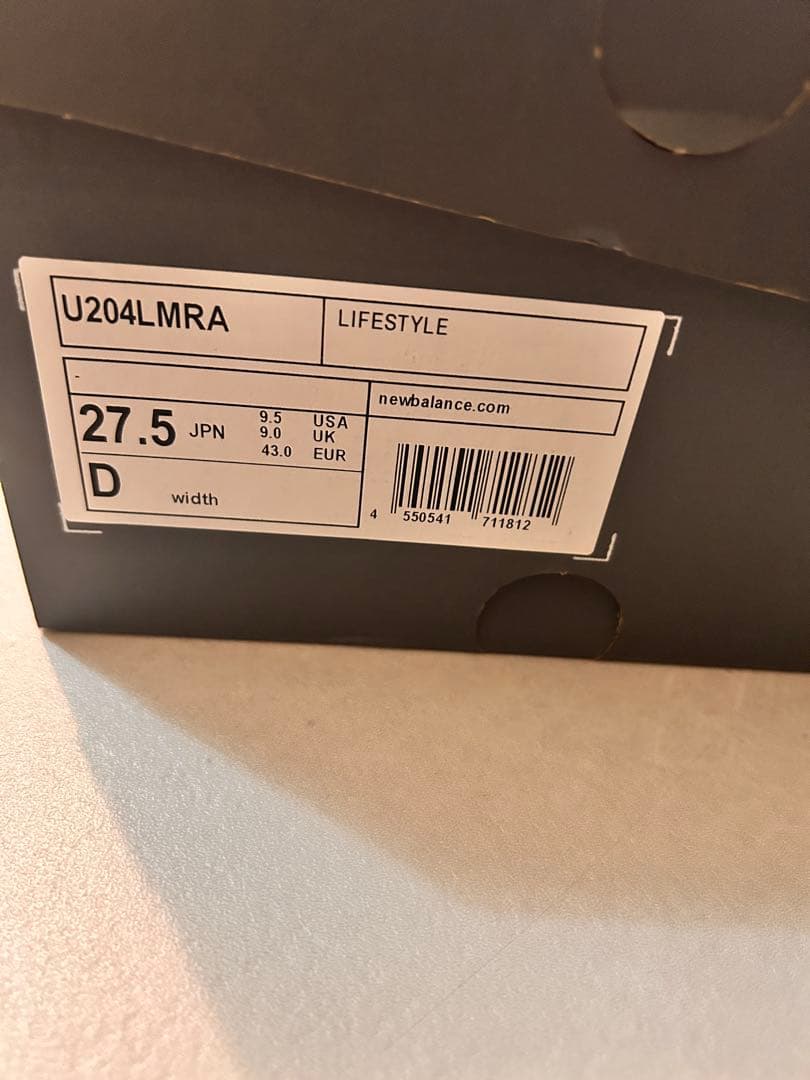 U204LMRA
LIFESTYLE
-
newbalance.com
27.5 JPN
9.5 USA
9.0 UK
43.0 EUR
D width
4 550541 711812